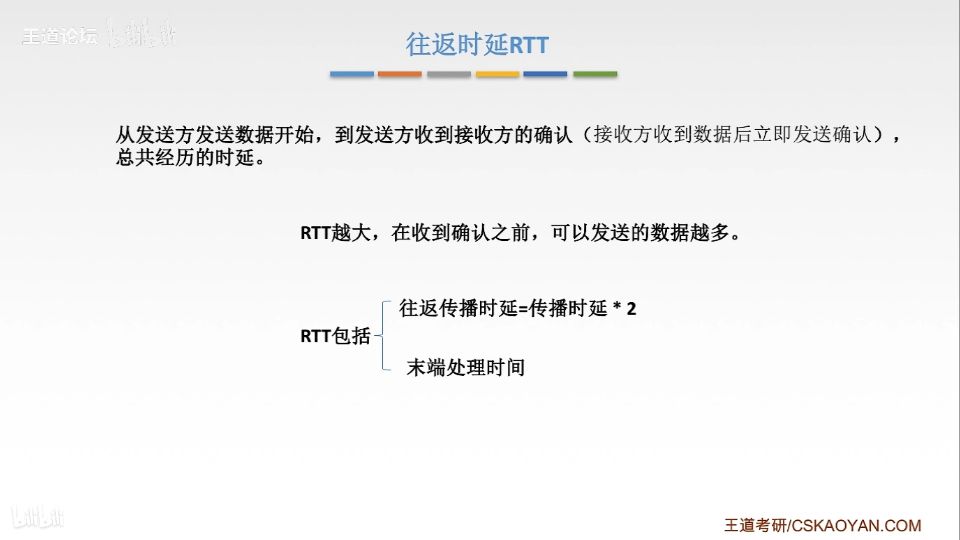 王道论坛 bilibili
往返时延RTT
从发送方发送数据开始，到发送方收到接收方的确认（接收方收到数据后立即发送确认），
总共经历的时延。
RTT越大，在收到确认之前，可以发送的数据越多。
往返传播时延=传播时延 * 2
RTT包括
末端处理时间
bilibili
王道考研/CSKAOYAN.COM